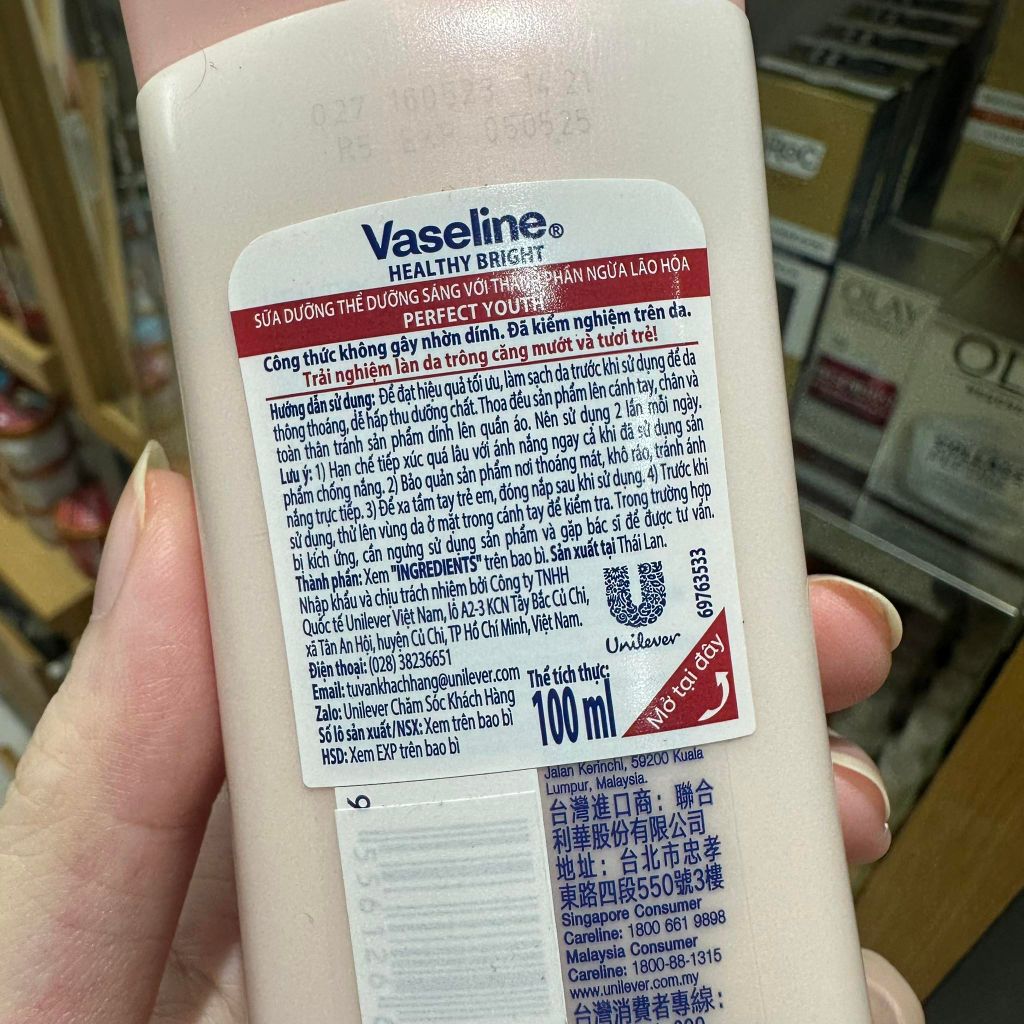 027 160523 14 21
R5 050525
Vaseline®
HEALTHY BRIGHT
SỮA DƯỠNG THỂ DƯỠNG SÁNG VỚI THÀNH PHẦN NGỪA LÃO HÓA
PERFECT YOUTH
Công thức không gây nhờn dính. Đã kiểm nghiệm trên da.
Trải nghiệm làn da trông căng mướt và tươi trẻ!
Hướng dẫn sử dụng: Để đạt hiệu quả tối ưu, làm sạch da trước khi sử dụng để da
thông thoáng, dễ hấp thu dưỡng chất. Thoa đều sản phẩm lên cánh tay, chân và
toàn thân tránh sản phẩm dính lên quần áo. Nên sử dụng 2 lần mỗi ngày.
Lưu ý: 1) Hạn chế tiếp xúc quá lâu với ánh nắng ngay cả khi đã sử dụng sản
phẩm chống nắng. 2) Bảo quản sản phẩm nơi thoáng mát, khô ráo, tránh ánh
nắng trực tiếp. 3) Để xa tầm tay trẻ em, đóng nắp sau khi sử dụng. 4) Trước khi
sử dụng, thử lên vùng da ở mặt trong cánh tay để kiểm tra. Trong trường hợp
bị kích ứng, cần ngưng sử dụng sản phẩm và gặp bác sĩ để được tư vấn.
Thành phần: Xem "INGREDIENTS" trên bao bì. Sản xuất tại Thái Lan.
Nhập khẩu và chịu trách nhiệm bởi Công ty TNHH
Quốc tế Unilever Việt Nam, lô A2-3 KCN Tây Bắc Củ Chi,
xã Tân An Hội, huyện Củ Chi, TP Hồ Chí Minh, Việt Nam.
Điện thoại: (028) 38236651
Email: tuvankhachhang@unilever.com
Zalo: Unilever Chăm Sóc Khách Hàng
Số lô sản xuất/NSX: Xem trên bao bì
HSD: Xem EXP trên bao bì
Unilever
69763533
Thể tích thực:
100 ml
Mở tại đây
Jalan Kerinchi, 59200 Kuala
Lumpur, Malaysia.
台灣進口商：聯合
利華股份有限公司
地址：台北市忠孝
東路四段550號3樓
Singapore Consumer
Careline: 1800 661 9898
Malaysia Consumer
Careline: 1800-88-1315
www.unilever.com.my
台灣消費者專線：
RoC
OLAY
OL